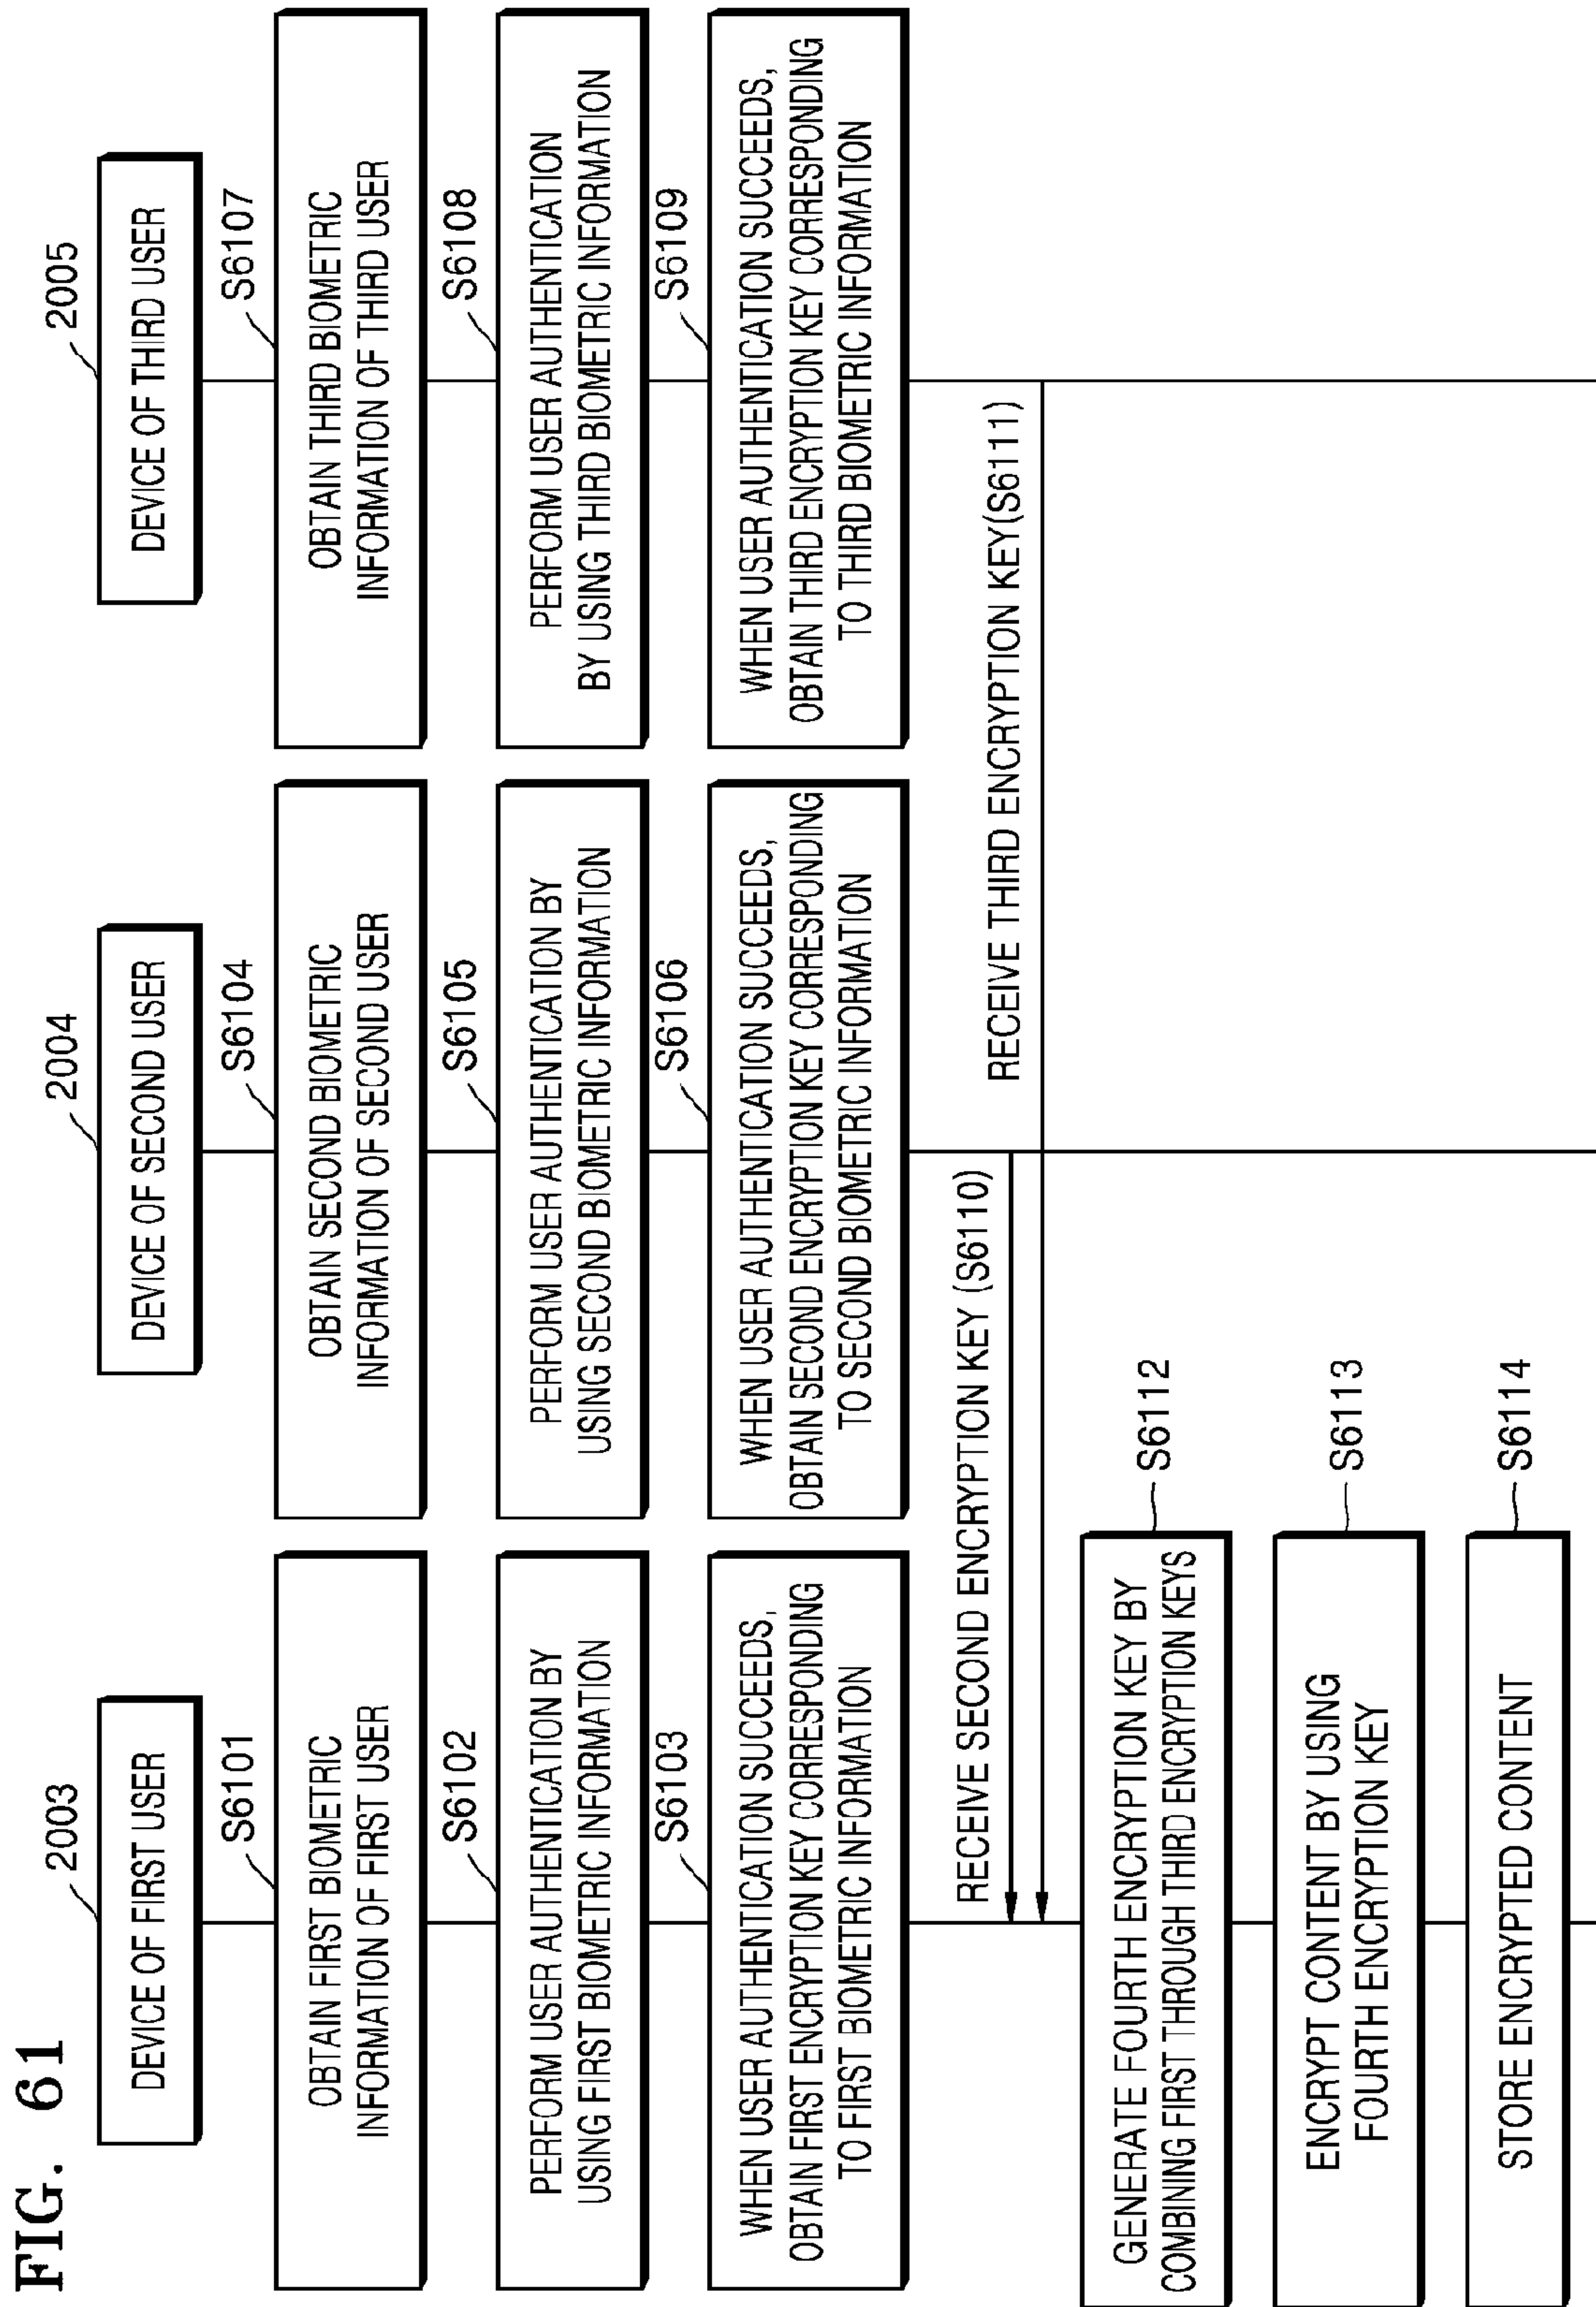 FIG. 61
2003
DEVICE OF FIRST USER
S6101
OBTAIN FIRST BIOMETRIC
INFORMATION OF FIRST USER
S6102
PERFORM USER AUTHENTICATION BY
USING FIRST BIOMETRIC INFORMATION
S6103
WHEN USER AUTHENTICATION SUCCEEDS,
OBTAIN FIRST ENCRYPTION KEY CORRESPONDING
TO FIRST BIOMETRIC INFORMATION
2004
DEVICE OF SECOND USER
S6104
OBTAIN SECOND BIOMETRIC
INFORMATION OF SECOND USER
S6105
PERFORM USER AUTHENTICATION BY
USING SECOND BIOMETRIC INFORMATION
S6106
WHEN USER AUTHENTICATION SUCCEEDS,
OBTAIN SECOND ENCRYPTION KEY CORRESPONDING
TO SECOND BIOMETRIC INFORMATION
2005
DEVICE OF THIRD USER
S6107
OBTAIN THIRD BIOMETRIC
INFORMATION OF THIRD USER
S6108
PERFORM USER AUTHENTICATION
BY USING THIRD BIOMETRIC INFORMATION
S6109
WHEN USER AUTHENTICATION SUCCEEDS,
OBTAIN THIRD ENCRYPTION KEY CORRESPONDING
TO THIRD BIOMETRIC INFORMATION
RECEIVE SECOND ENCRYPTION KEY (S6110)
RECEIVE THIRD ENCRYPTION KEY(S6111)
GENERATE FOURTH ENCRYPTION KEY BY
COMBINING FIRST THROUGH THIRD ENCRYPTION KEYS
S6112
ENCRYPT CONTENT BY USING
FOURTH ENCRYPTION KEY
S6113
STORE ENCRYPTED CONTENT
S6114